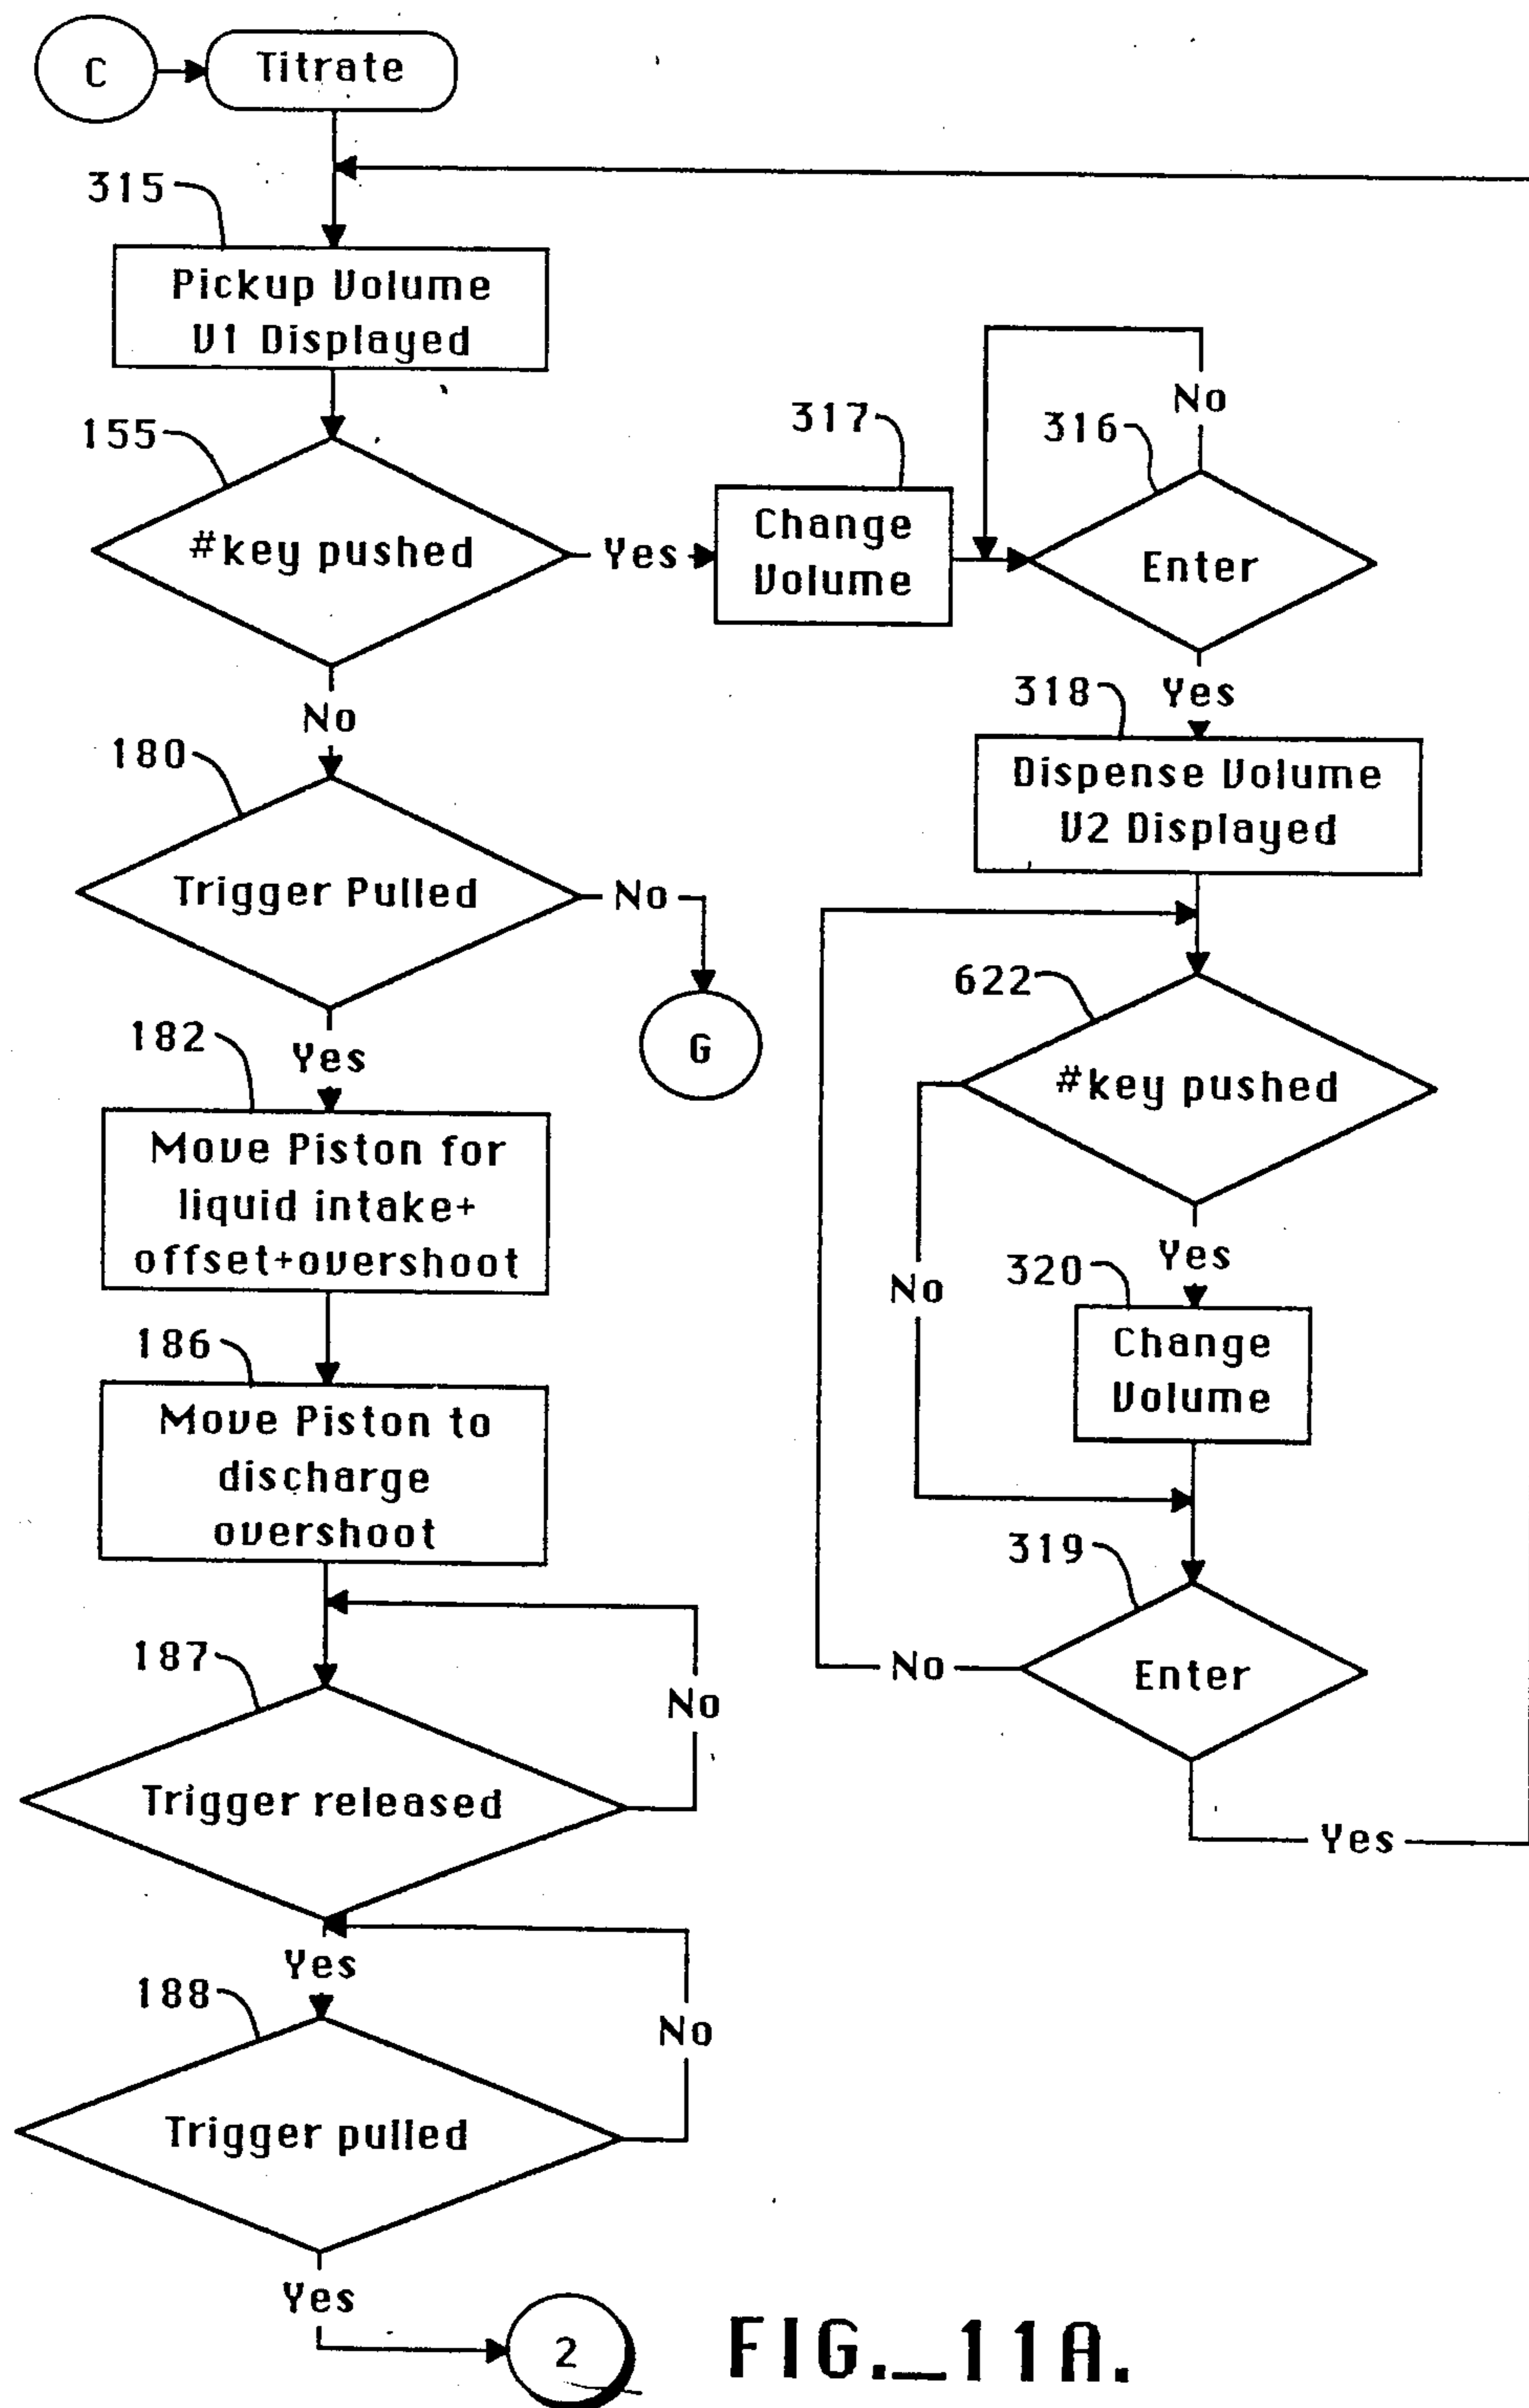 C
Titrate
315
Pickup Volume
V1 Displayed
155
#key pushed
Yes
No
317
Change
Volume
316
No
Enter
Yes
318
Dispense Volume
V2 Displayed
180
Trigger Pulled
No
G
Yes
182
Move Piston for
liquid intake+
offset+overshoot
186
Move Piston to
discharge
overshoot
187
Trigger released
No
Yes
188
Trigger pulled
No
Yes
2
622
#key pushed
No
Yes
320
Change
Volume
319
Enter
No
Yes
FIG._11A.